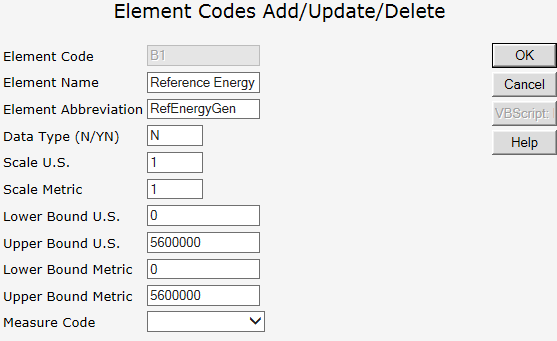 Element Codes Add/Update/Delete
Element Code B1 OK
Element Name Reference Energy Cancel
Element Abbreviation RefEnergyGen VBScript:
Data Type (N/YN) N Help
Scale U.S. 1
Scale Metric 1
Lower Bound U.S. 0
Upper Bound U.S. 5600000
Lower Bound Metric 0
Upper Bound Metric 5600000
Measure Code